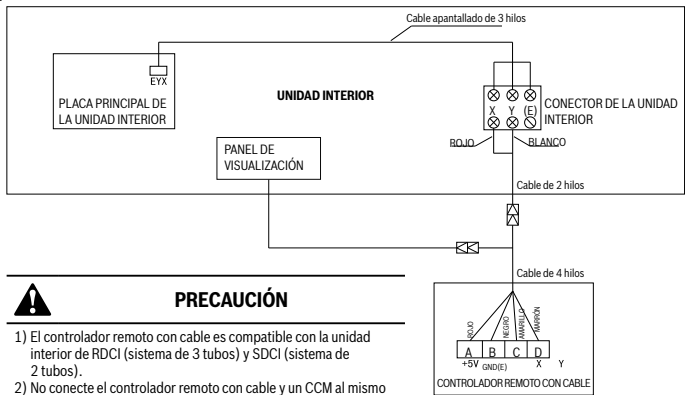 Cable apantallado de 3 hilos
EYX
PLACA PRINCIPAL DE
LA UNIDAD INTERIOR
UNIDAD INTERIOR
X Y (E)
CONECTOR DE LA UNIDAD
INTERIOR
ROJO
BLANCO
PANEL DE
VISUALIZACIÓN
Cable de 2 hilos
Cable de 4 hilos
PRECAUCIÓN
1) El controlador remoto con cable es compatible con la unidad
interior de RDCI (sistema de 3 tubos) y SDCI (sistema de
2 tubos).
2) No conecte el controlador remoto con cable y un CCM al mismo
ROJO
NEGRO
AMARILLO
MARRÓN
A B C D
+5V GND(E) X Y
CONTROLADOR REMOTO CON CABLE